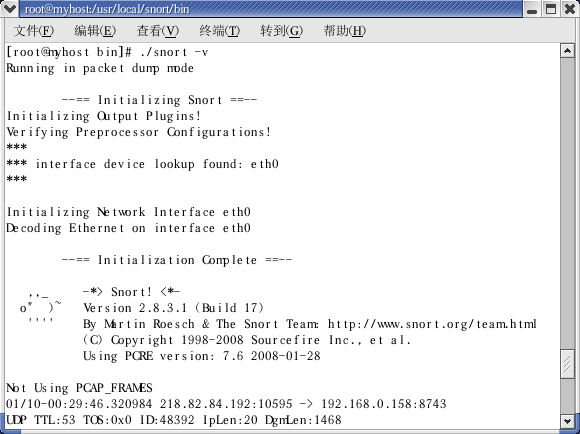 root@myhost:/usr/local/snort/bin
文件(F) 编辑(E) 查看(V) 终端(T) 转到(G) 帮助(H)
[root@myhost bin]# ./snort -v
Running in packet dump mode
--== Initializing Snort ==--
Initializing Output Plugins!
Verifying Preprocessor Configurations!
***
*** interface device lookup found: eth0
***
Initializing Network Interface eth0
Decoding Ethernet on interface eth0
--== Initialization Complete ==--
,,_ -*> Snort! <*-
o" )~ Version 2.8.3.1 (Build 17)
'''' By Martin Roesch & The Snort Team: http://www.snort.org/team.html
(C) Copyright 1998-2008 Sourcefire Inc., et al.
Using PCRE version: 7.6 2008-01-28
Not Using PCAP_FRAMES
01/10-00:29:46.320984 218.82.84.192:10595 -> 192.168.0.158:8743
UDP TTL:53 TOS:0x0 ID:48392 IpLen:20 DgmLen:1468